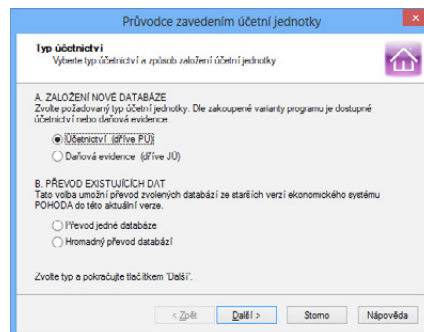 Průvodce zavedením účetní jednotky
Typ účetnictví
Vyberte typ účetnictví a způsob založení účetní jednotky
A. ZALOŽENÍ NOVÉ DATABÁZE
Zvolte požadovaný typ účetní jednotky. Dle zakoupené varianty programu je dostupné
účetnictví nebo daňová evidence.
Účetnictví (dříve PÚ)
Daňová evidence (dříve JÚ)
B. PŘEVOD EXISTUJÍCÍCH DAT
Tato volba umožní převod zvolených databází ze starších verzí ekonomického systému
POHODA do této aktuální verze.
Převod jedné databáze
Hromadný převod databází
Zvolte typ a pokračujte tlačítkem "Další".
< Zpět Další > Storno Nápověda